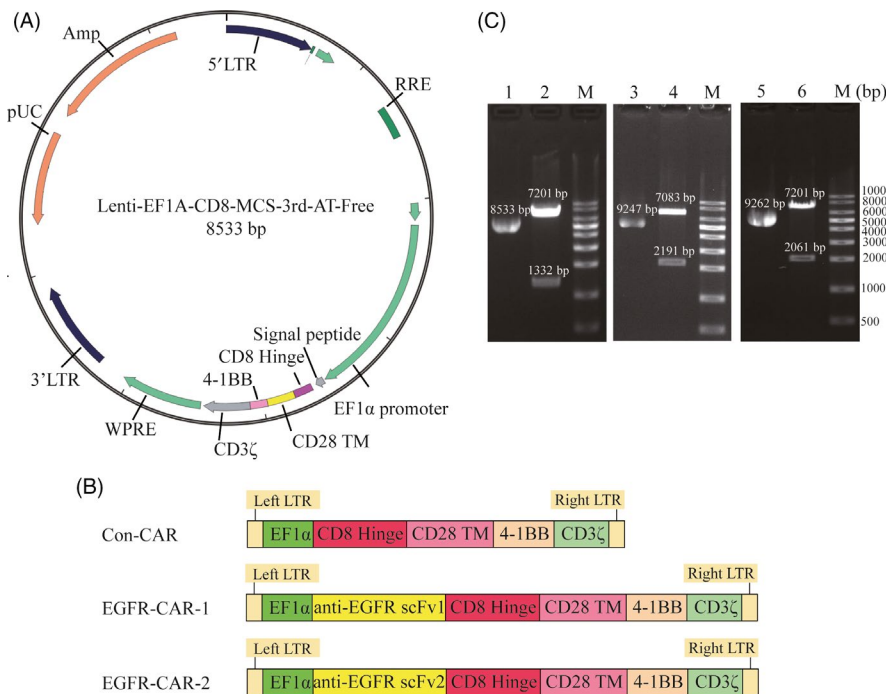 (A)
Amp
5′LTR
pUC
RRE
Lenti-EF1A-CD8-MCS-3rd-AT-Free
8533 bp
Signal peptide
CD8 Hinge
4-1BB
3’LTR
EF1α promoter
WPRE
CD28 TM
CD3ζ
(C)
1 2 M 3 4 M 5 6 M (bp)
8533 bp 7201 bp 9247 bp 7083 bp 9262 bp 7201 bp
1332 bp 2191 bp 2061 bp
1000
8000
6000
5000
4000
3000
2000
1000
500
(B)
Left LTR Right LTR
Con-CAR EF1α CD8 Hinge CD28 TM 4-1BB CD3ζ
Left LTR Right LTR
EGFR-CAR-1 EF1α anti-EGFR scFv1 CD8 Hinge CD28 TM 4-1BB CD3ζ
Left LTR Right LTR
EGFR-CAR-2 EF1α anti-EGFR scFv2 CD8 Hinge CD28 TM 4-1BB CD3ζ